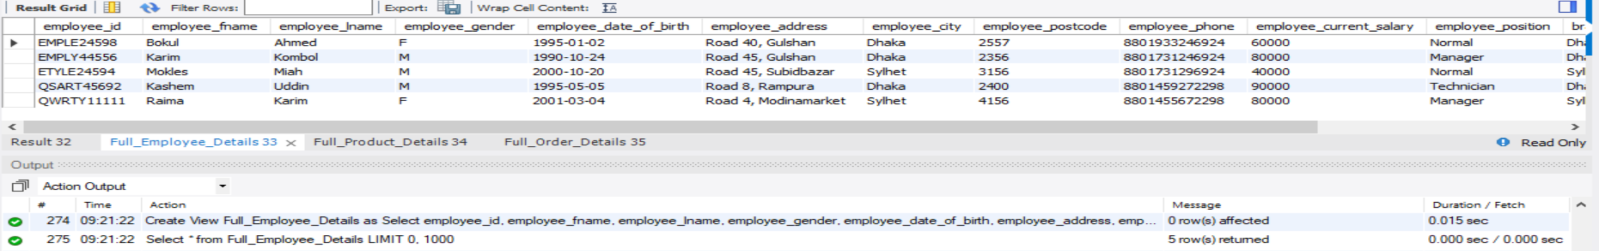 Result Grid Filter Rows: Export: Wrap Cell Content:
employee_id employee_fname employee_lname employee_gender employee_date_of_birth employee_address employee_city employee_postcode employee_phone employee_current_salary employee_position br
EMPLE24598 Bokul Ahmed F 1995-01-02 Road 40, Gulshan Dhaka 2557 8801933246924 60000 Normal Dha
EMPLY44556 Karim Kombol M 1990-10-24 Road 45, Gulshan Dhaka 2356 8801731246924 80000 Manager Dha
ETYLE24594 Mokles Miah M 2000-10-20 Road 45, Subidbazar Sylhet 3156 8801731296924 40000 Normal Syl
QSART45692 Kashem Uddin M 1995-05-05 Road 8, Rampura Dhaka 2400 8801459272298 90000 Technician Dha
QWRTY11111 Raima Karim F 2001-03-04 Road 4, Modinamarket Sylhet 4156 8801455672298 80000 Manager Syl
Result 32 Full_Employee_Details 33 × Full_Product_Details 34 Full_Order_Details 35 Read Only
Output
Action Output
# Time Action Message Duration / Fetch
274 09:21:22 Create View Full_Employee_Details as Select employee_id, employee_fname, employee_lname, employee_gender, employee_date_of_birth, employee_address, emp... 0 row(s) affected 0.015 sec
275 09:21:22 Select * from Full_Employee_Details LIMIT 0, 1000 5 row(s) returned 0.000 sec / 0.000 sec